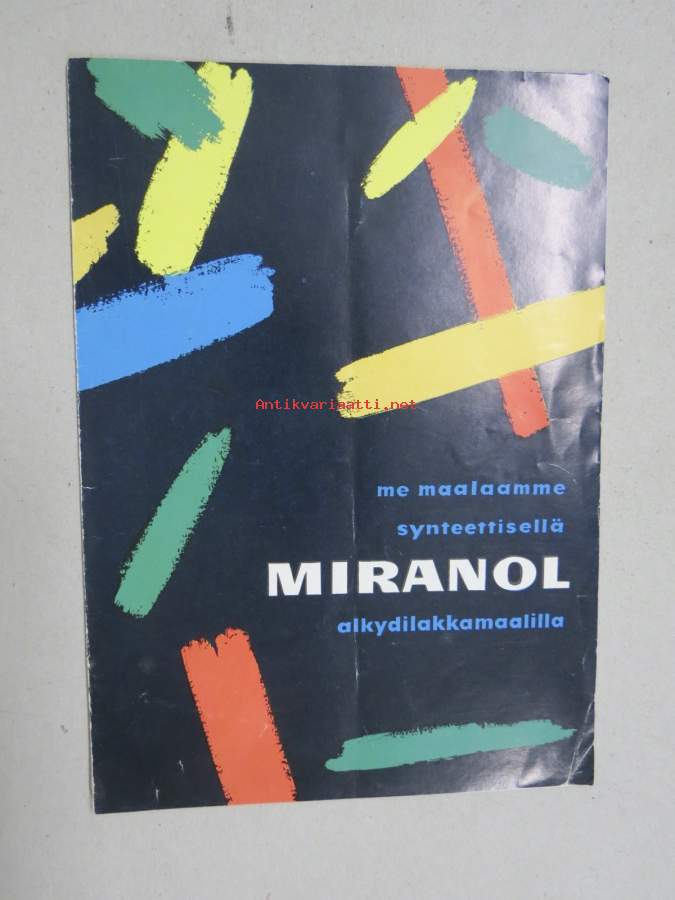 Antikvariaatti.net
me maalaamme
synteettisellä
MIRANOL
alkydilakkamaalilla